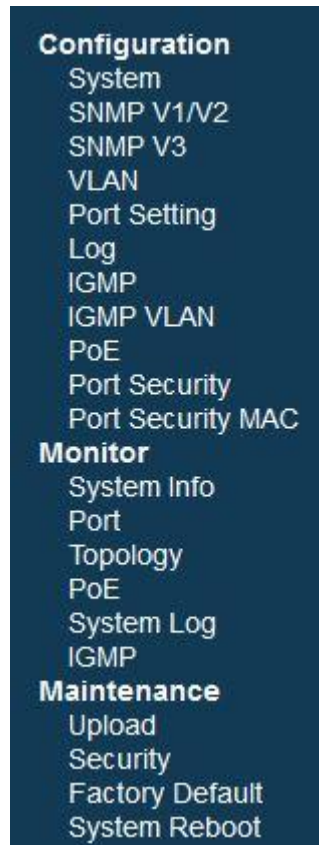 Configuration
System
SNMP V1/V2
SNMP V3
VLAN
Port Setting
Log
IGMP
IGMP VLAN
PoE
Port Security
Port Security MAC
Monitor
System Info
Port
Topology
PoE
System Log
IGMP
Maintenance
Upload
Security
Factory Default
System Reboot